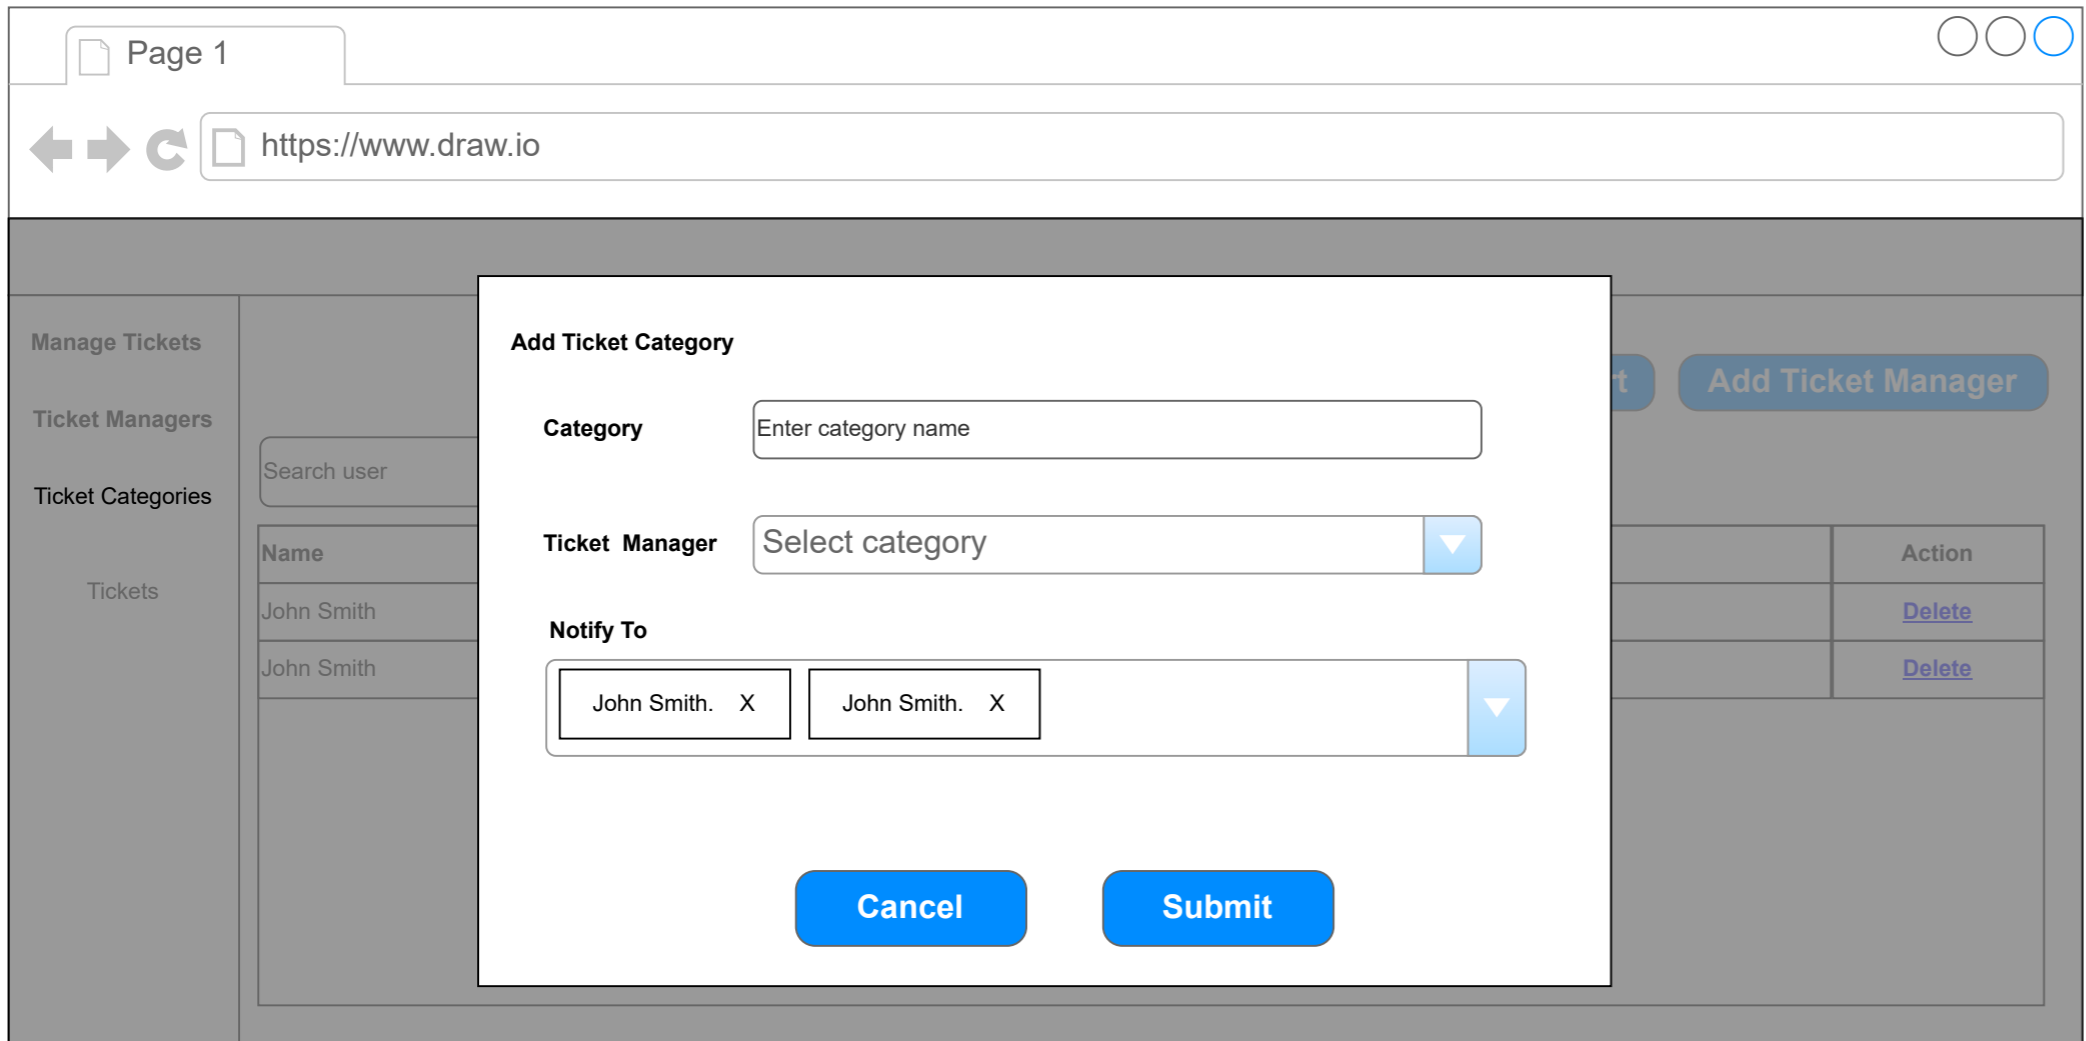 Page 1
https://www.draw.io
Manage Tickets
Ticket Managers
Ticket Categories
Tickets
Add Ticket Manager
Search user
Name
Action
John Smith
Delete
John Smith
Delete
Add Ticket Category
Category
Enter category name
Ticket  Manager
Select category
Notify To
John Smith. X
John Smith. X
Cancel
Submit